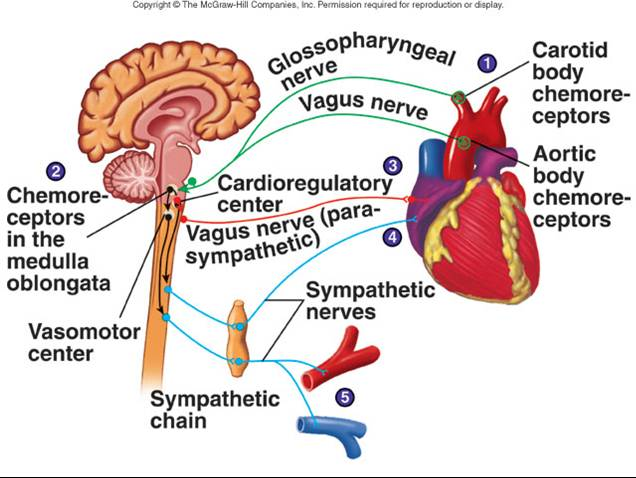 Copyright © The McGraw-Hill Companies, Inc. Permission required for reproduction or display.
Glossopharyngeal
nerve
Vagus nerve
1
Carotid
body
chemore-
ceptors
Aortic
body
chemore-
ceptors
2
Chemore-
ceptors
in the
medulla
oblongata
Cardioregulatory
center
3
Vagus nerve (para-
sympathetic)
4
Sympathetic
nerves
Vasomotor
center
Sympathetic
chain
5